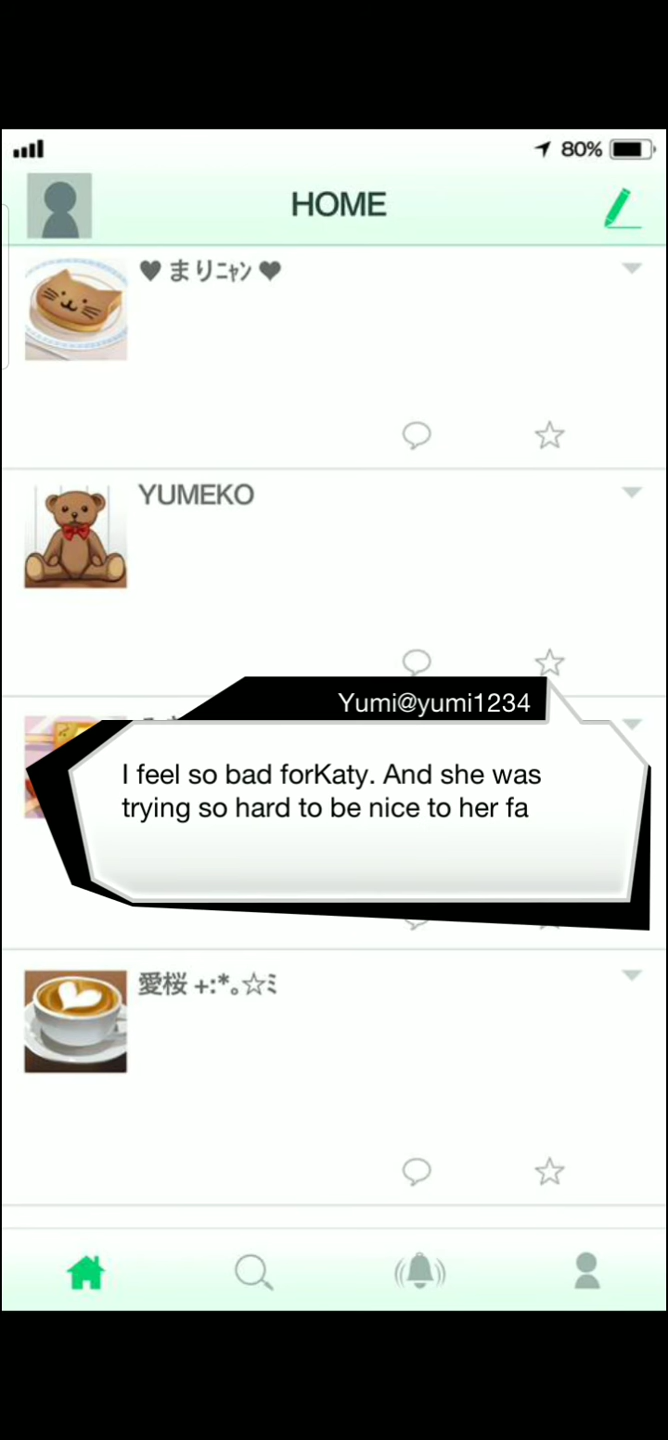 80%
HOME
♥ まりﾆｬﾝ ♥
YUMEKO
Yumi@yumi1234
I feel so bad forKaty. And she was
trying so hard to be nice to her fa
愛桜 +:*。☆ミ